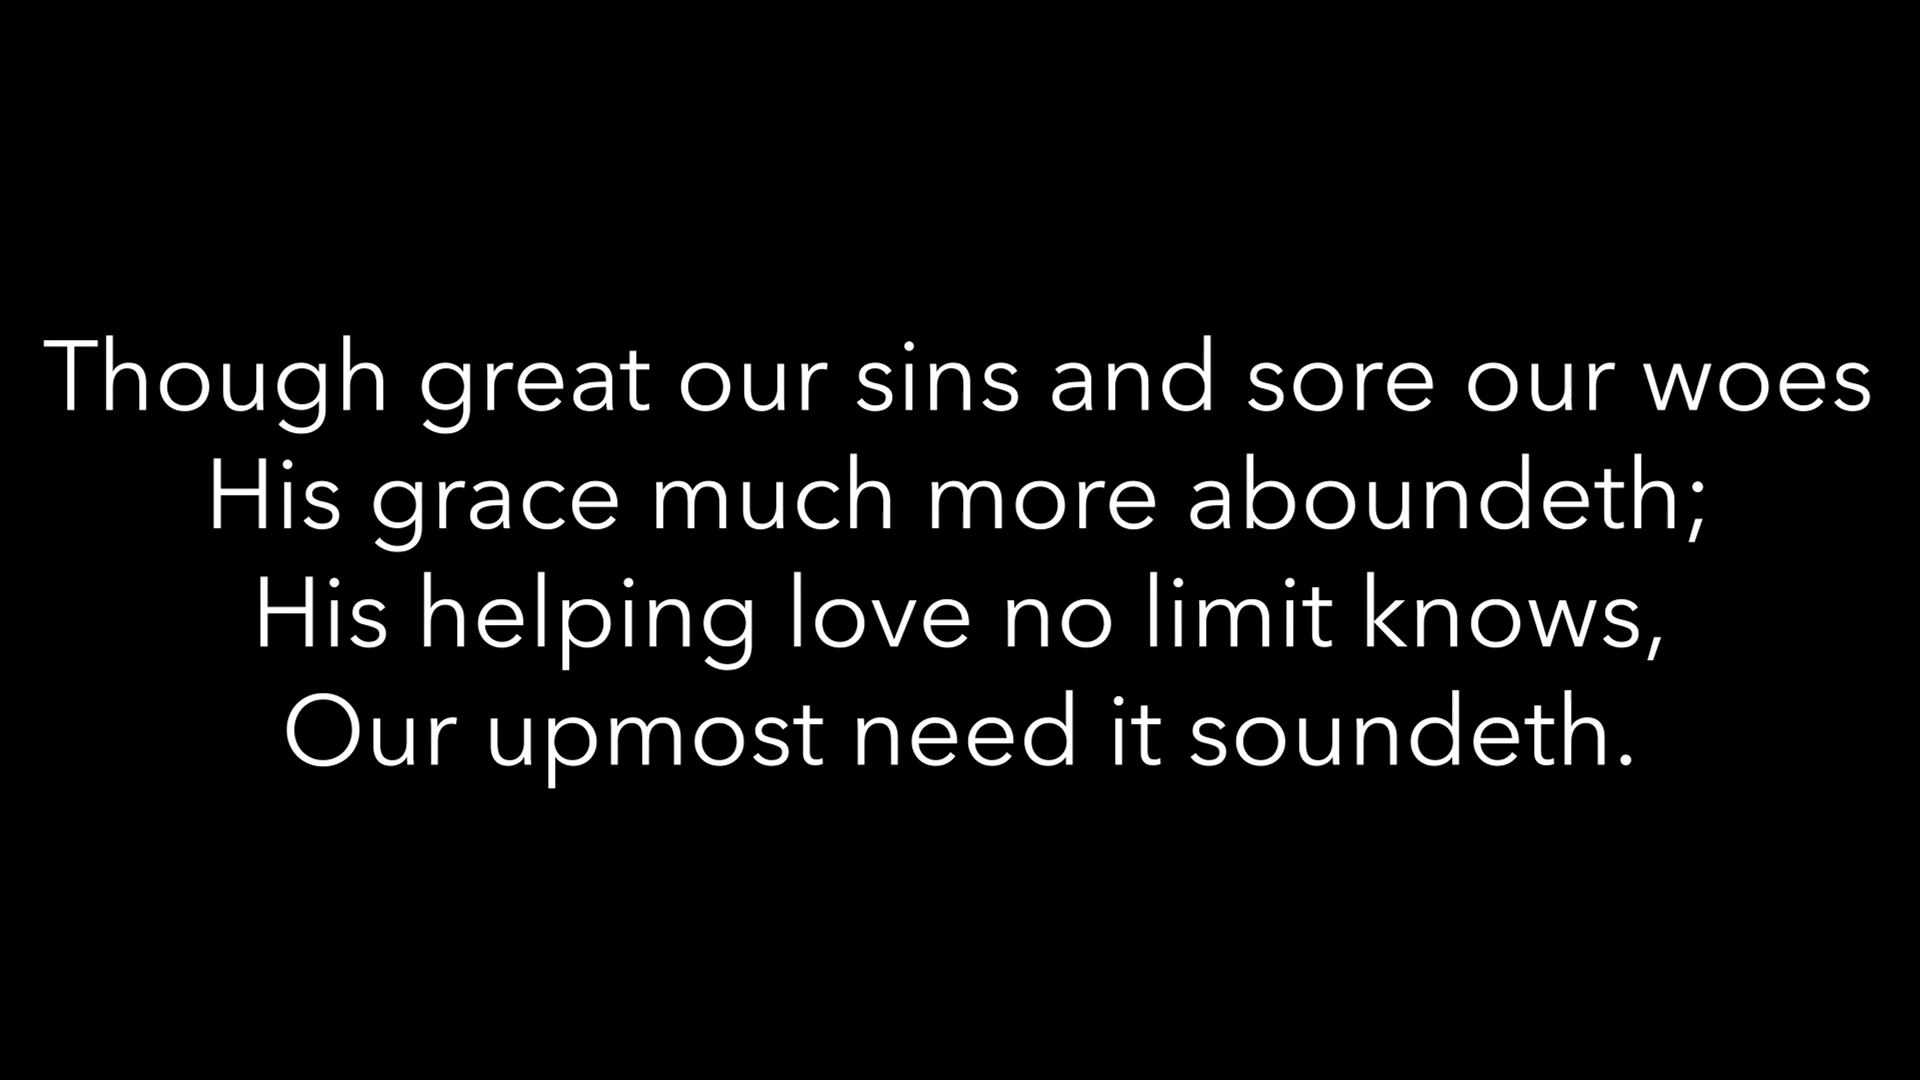 Though great our sins and sore our woes
His grace much more aboundeth;
His helping love no limit knows,
Our upmost need it soundeth.